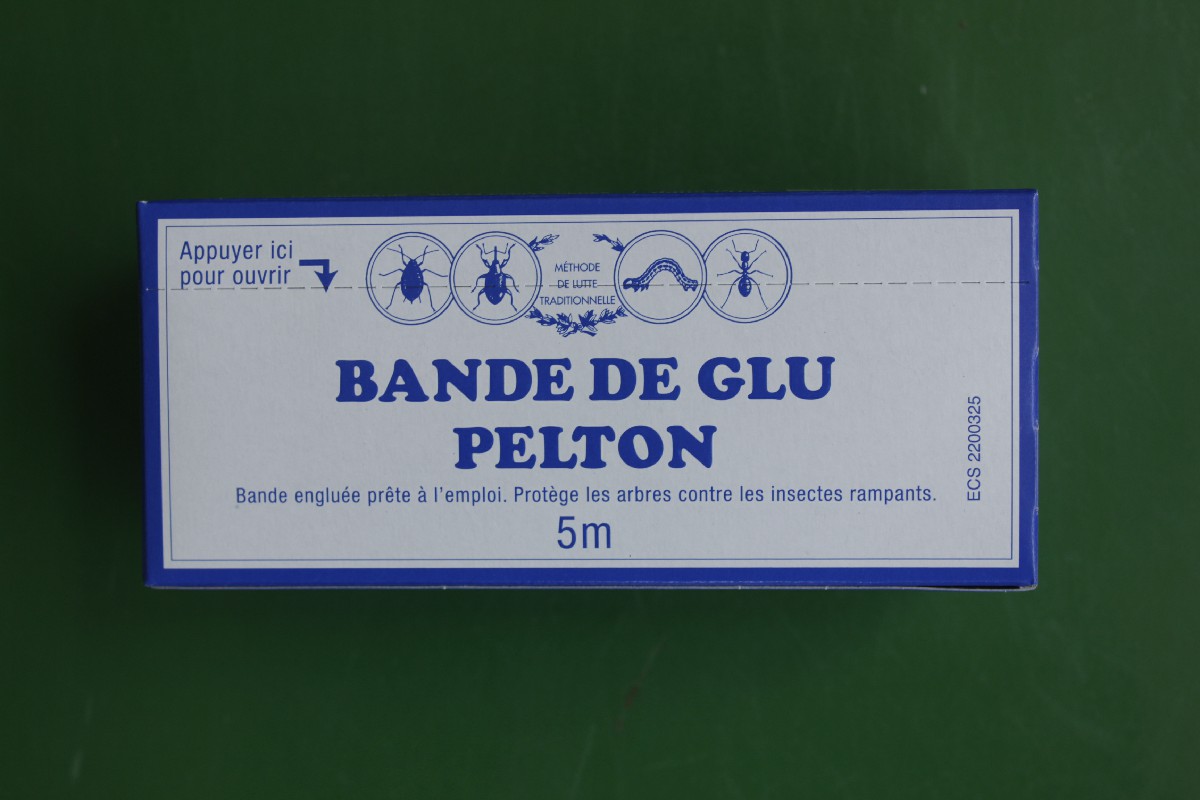 Appuyer ici
pour ouvrir
MÉTHODE
DE LUTTE
TRADITIONNELLE
BANDE DE GLU
PELTON
Bande engluée prête à l'emploi. Protège les arbres contre les insectes rampants.
5m
ECS 2200325